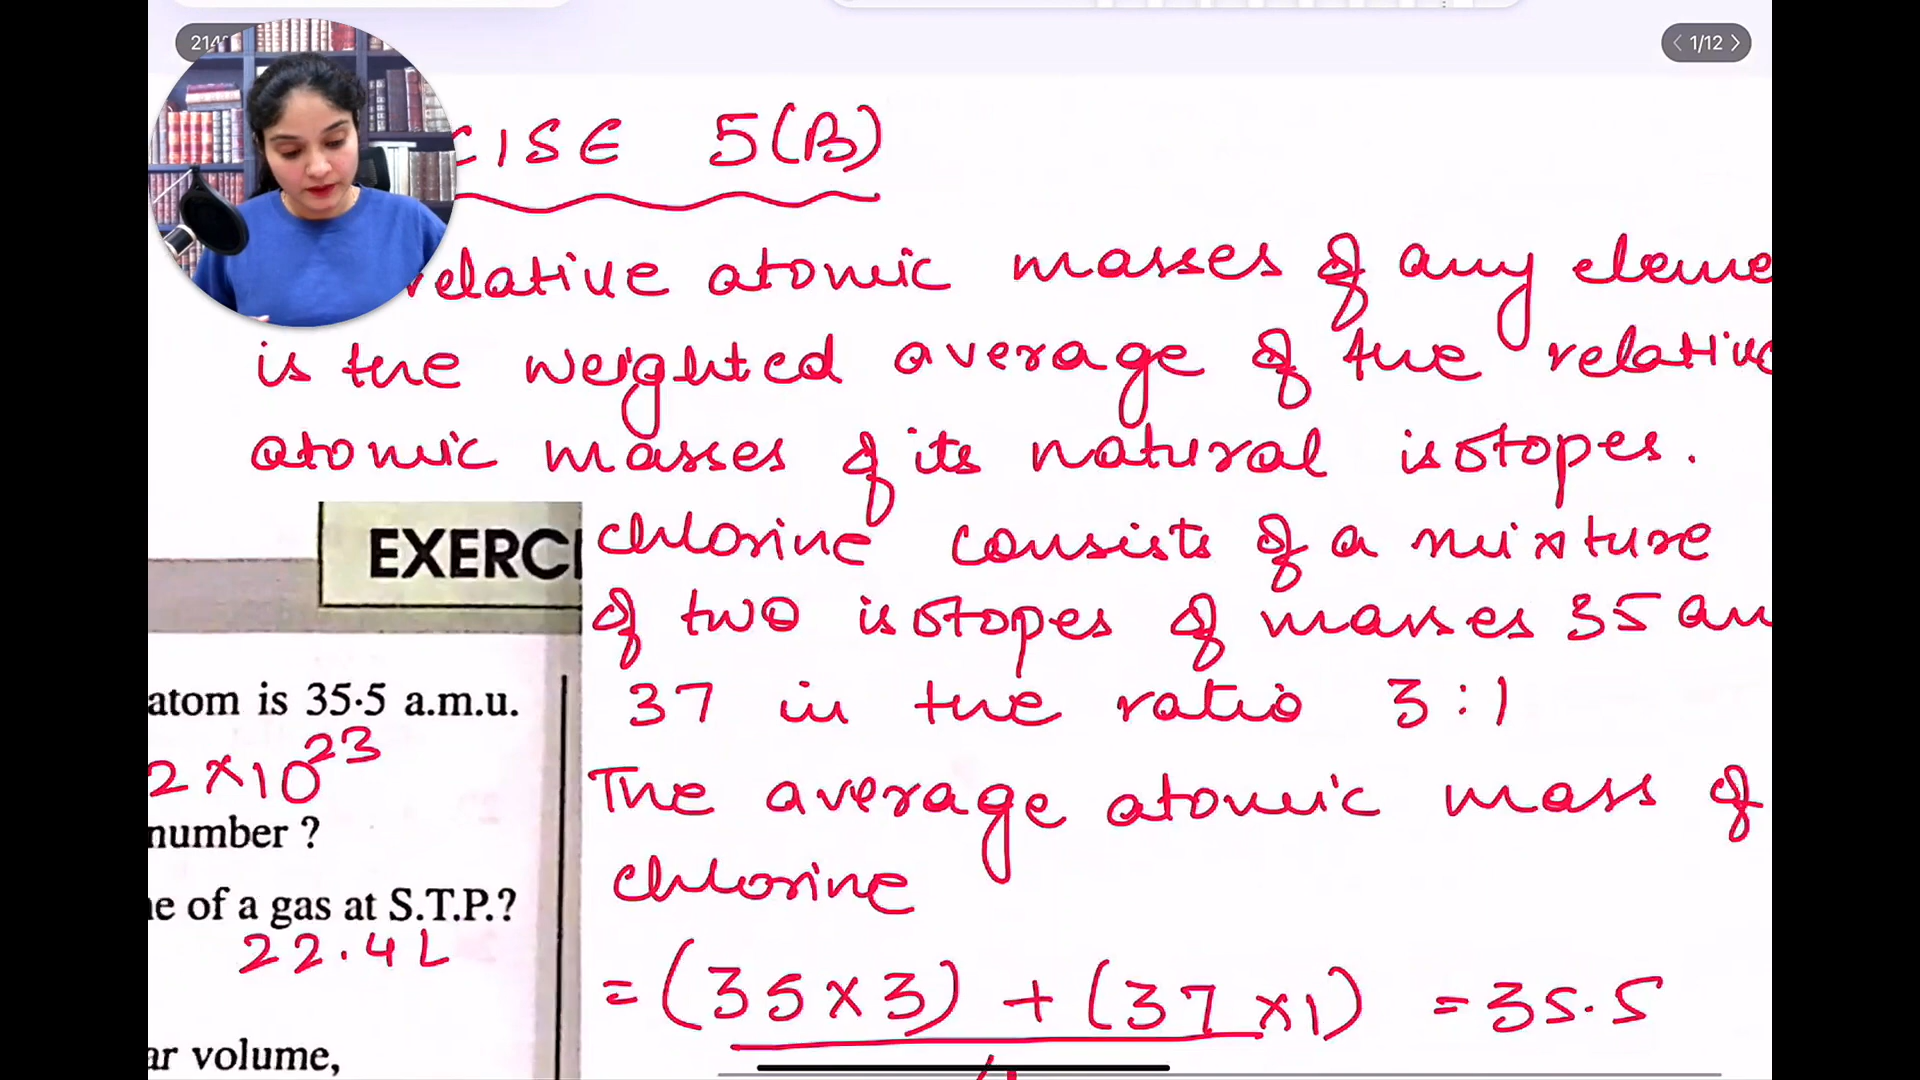 214
1/12
CISE 5(B)
relative atomic masses of any eleme
is the weighted average of the relative
atomic masses of its natural isotopes.
EXERCI
chlorine consists of a mixture
of two isotopes of masses 35 an
37 in the ratio 3:1
The average atomic mass of
chlorine
= (35×3) + (37×1) = 35.5
4
atom is 35·5 a.m.u.
2×10²³
number ?
ne of a gas at S.T.P.?
22.4L
ar volume,